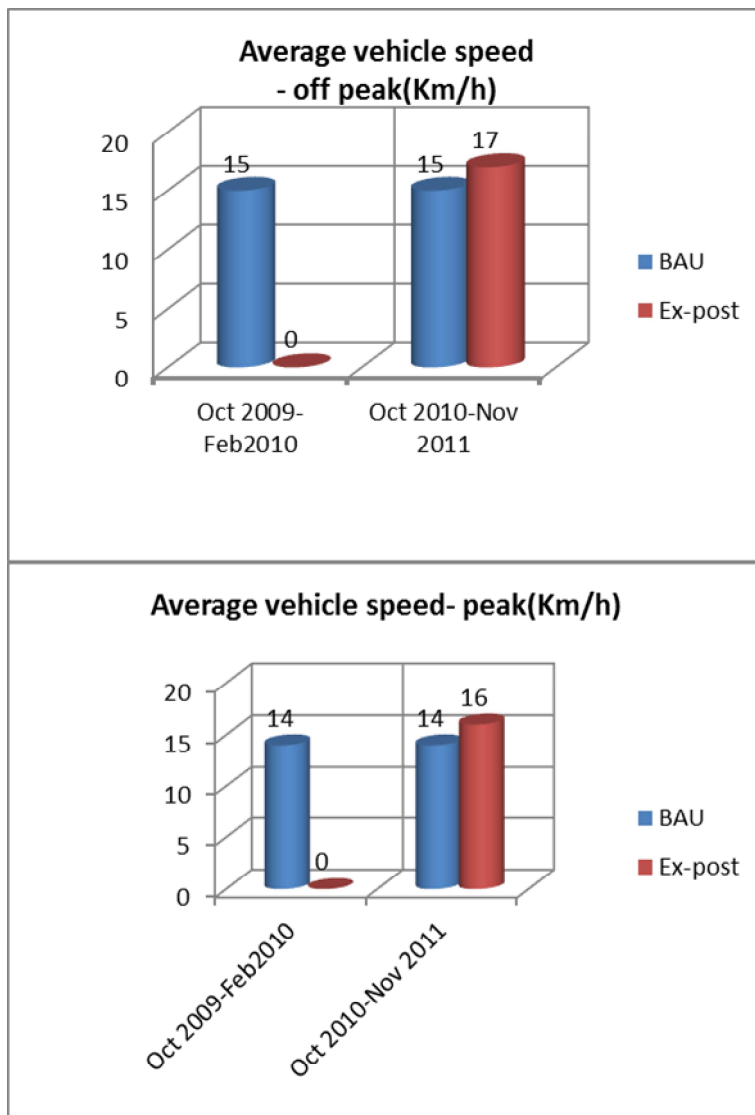 Average vehicle speed
- off peak(Km/h)
20
15
10
5
0
15
0
15
17
Oct 2009-
Feb2010
Oct 2010-Nov
2011
BAU
Ex-post
Average vehicle speed- peak(Km/h)
20
15
10
5
0
14
0
14
16
Oct 2009-Feb2010
Oct 2010-Nov 2011
BAU
Ex-post